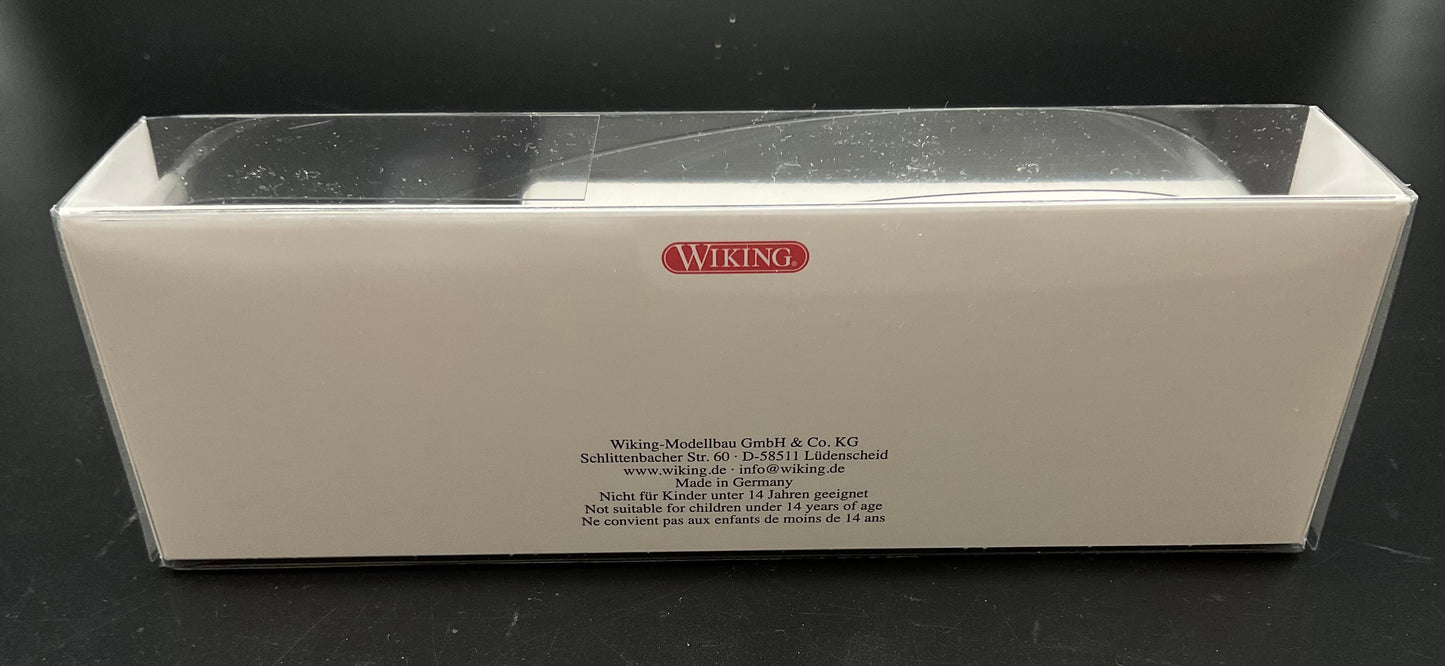 WIKING®
Wiking-Modellbau GmbH & Co. KG
Schlittenbacher Str. 60 · D-58511 Lüdenscheid
www.wiking.de · info@wiking.de
Made in Germany
Nicht für Kinder unter 14 Jahren geeignet
Not suitable for children under 14 years of age
Ne convient pas aux enfants de moins de 14 ans